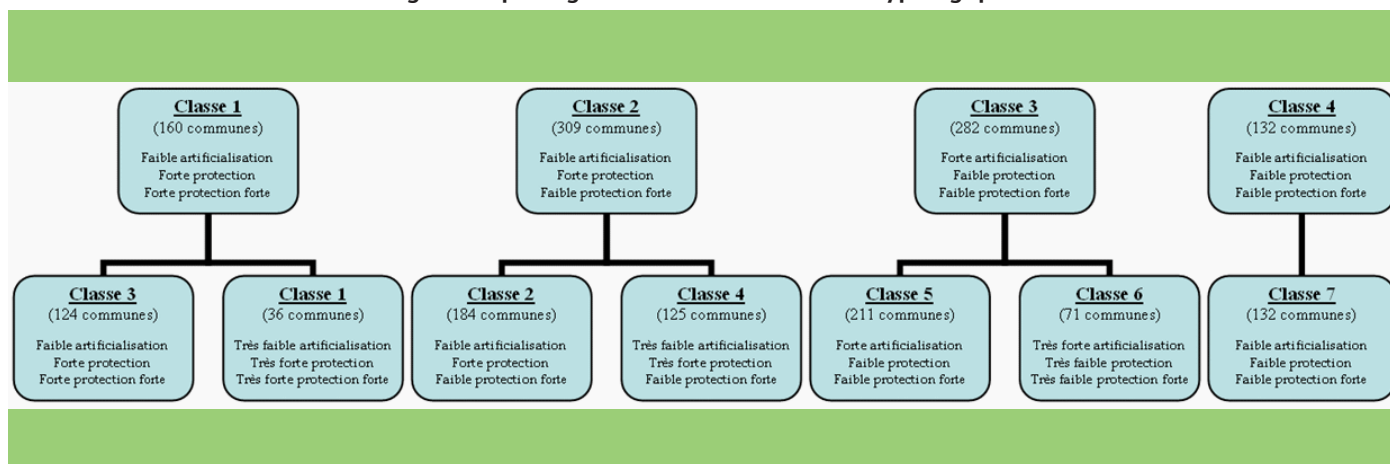 Classe 1
(160 communes)
Faible artificialisation
Forte protection
Forte protection forte
Classe 2
(309 communes)
Faible artificialisation
Forte protection
Faible protection forte
Classe 3
(282 communes)
Forte artificialisation
Faible protection
Faible protection forte
Classe 4
(132 communes)
Faible artificialisation
Faible protection
Faible protection forte
Classe 3
(124 communes)
Faible artificialisation
Forte protection
Forte protection forte
Classe 1
(36 communes)
Très faible artificialisation
Très forte protection
Très forte protection forte
Classe 2
(184 communes)
Faible artificialisation
Forte protection
Faible protection forte
Classe 4
(125 communes)
Très faible artificialisation
Très forte protection
Faible protection forte
Classe 5
(211 communes)
Forte artificialisation
Faible protection
Faible protection forte
Classe 6
(71 communes)
Très forte artificialisation
Très faible protection
Très faible protection forte
Classe 7
(132 communes)
Faible artificialisation
Faible protection
Faible protection forte